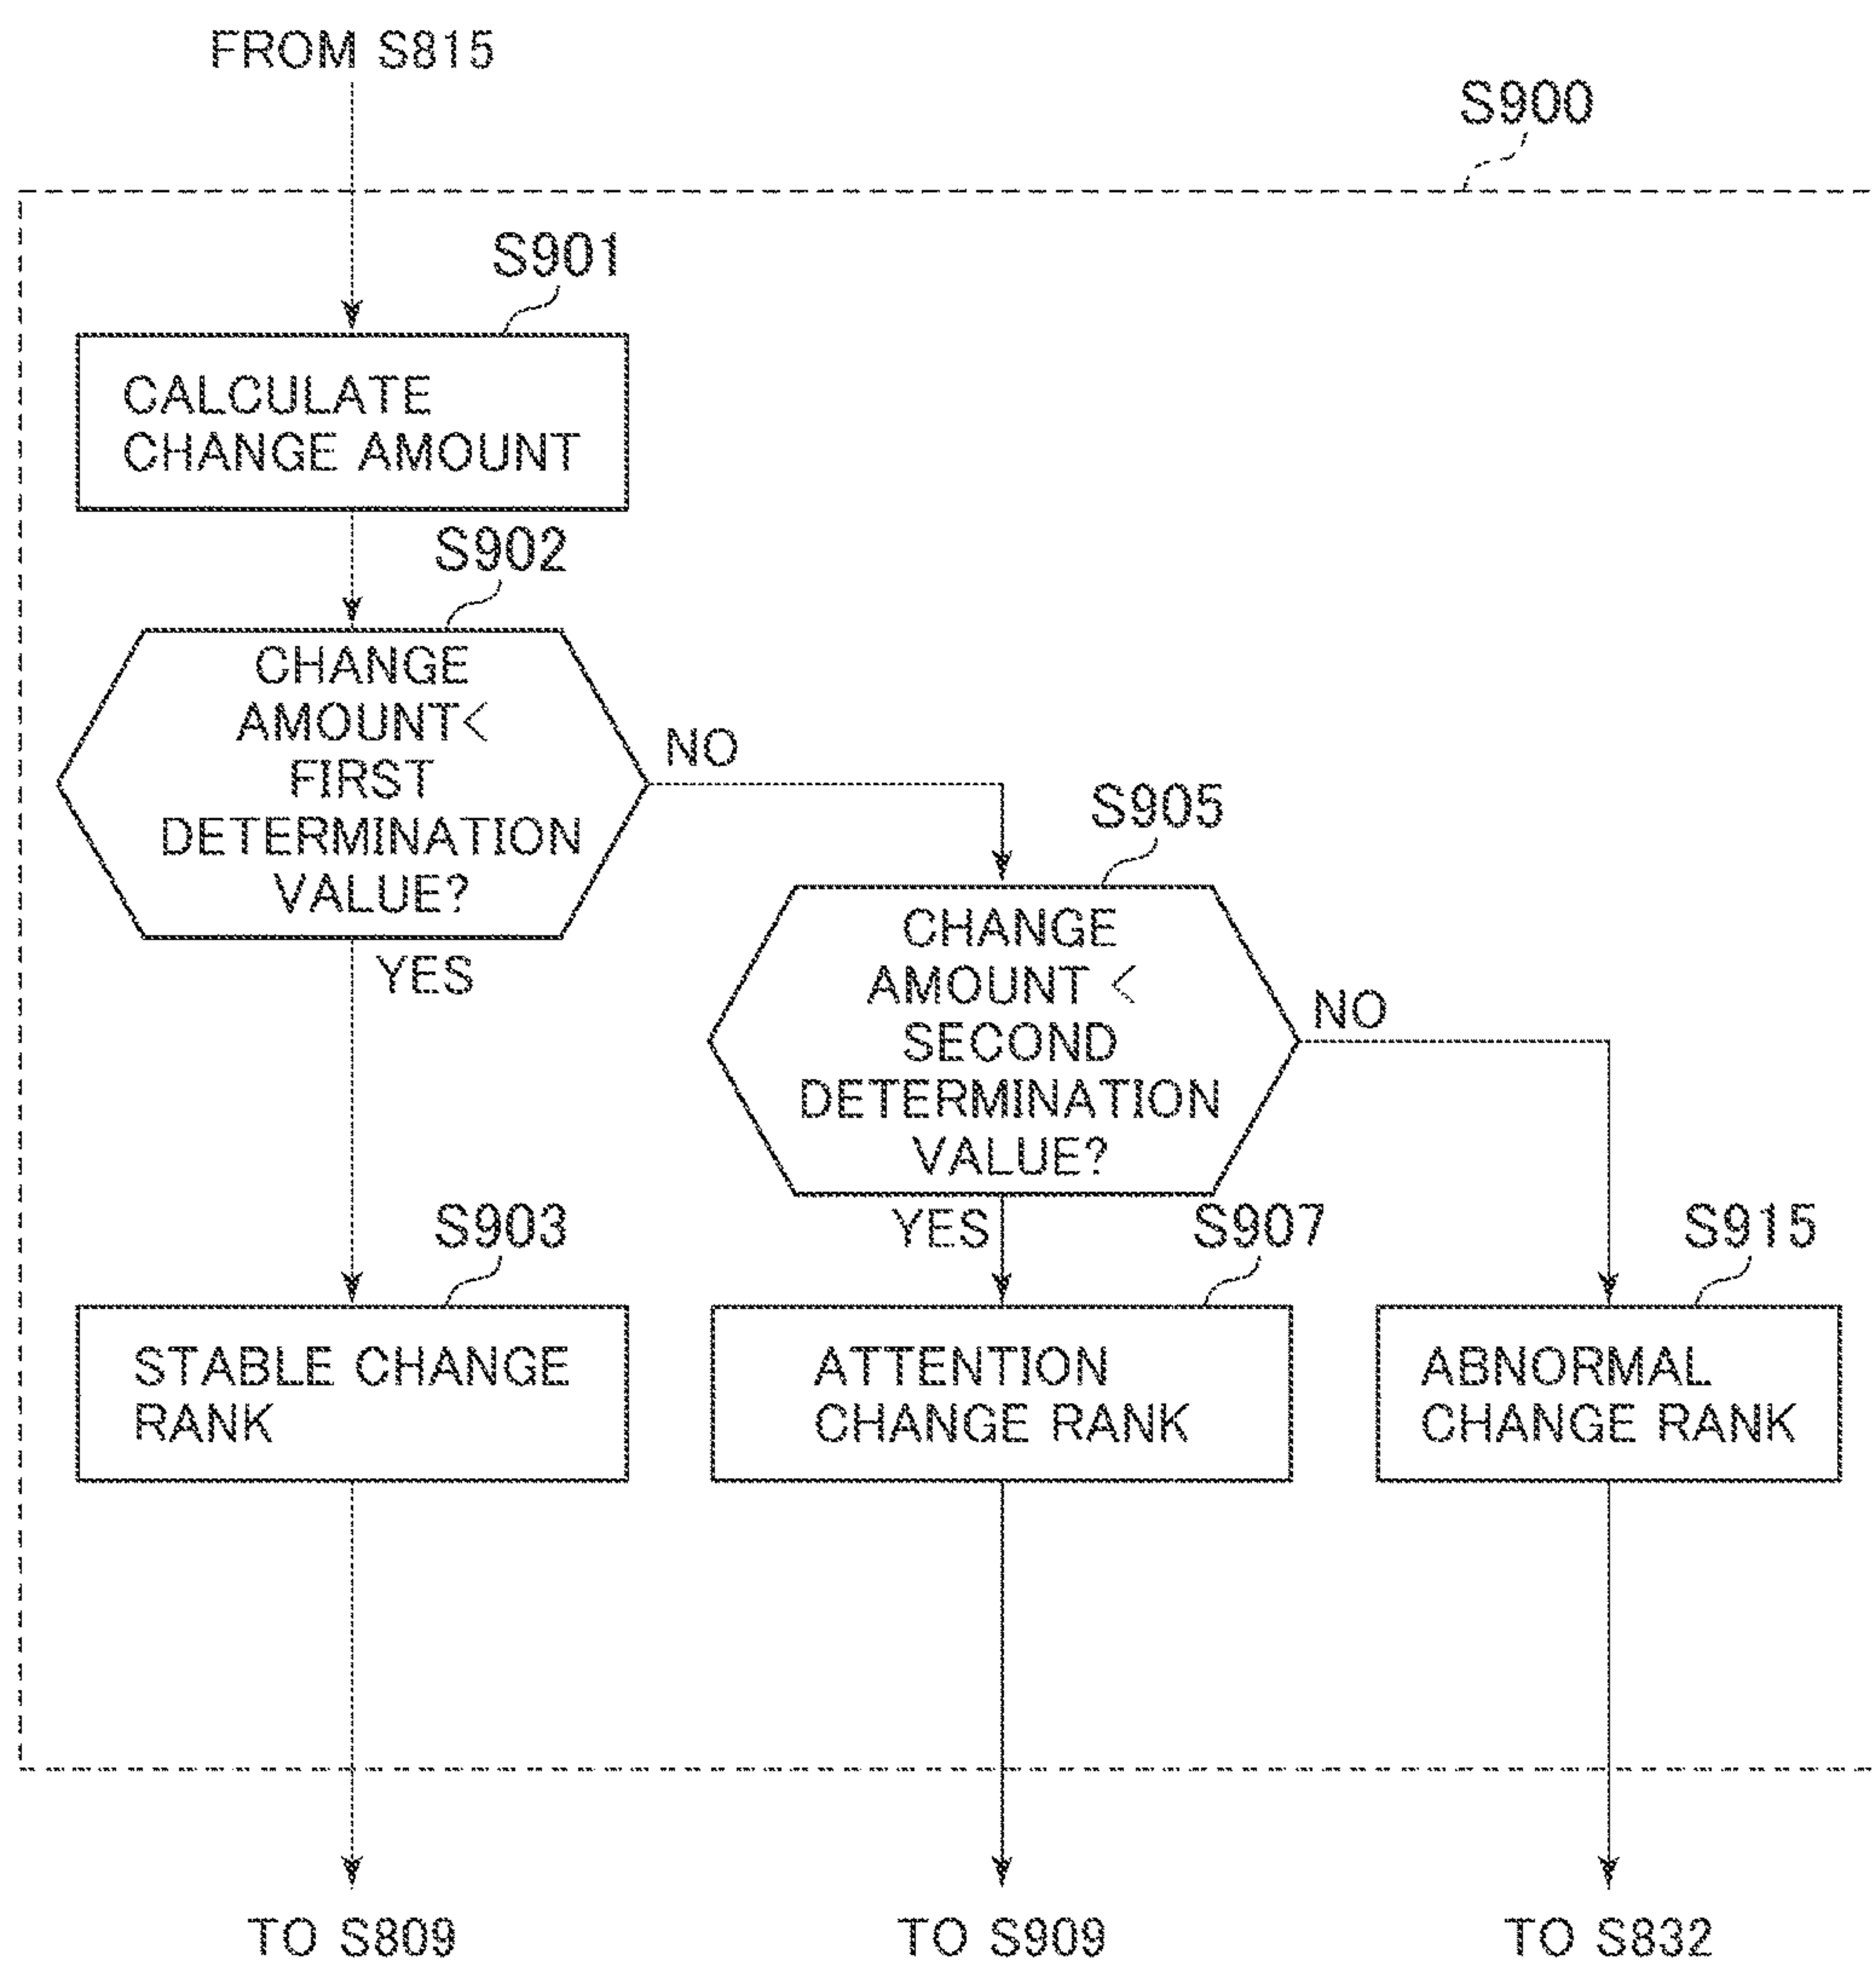 FROM S815
S900
S901
CALCULATE
CHANGE AMOUNT
S902
CHANGE
AMOUNT<
FIRST
DETERMINATION
VALUE?
NO
YES
S905
CHANGE
AMOUNT <
SECOND
DETERMINATION
VALUE?
NO
YES
S903
STABLE CHANGE
RANK
S907
ATTENTION
CHANGE RANK
S915
ABNORMAL
CHANGE RANK
TO S809
TO S909
TO S832